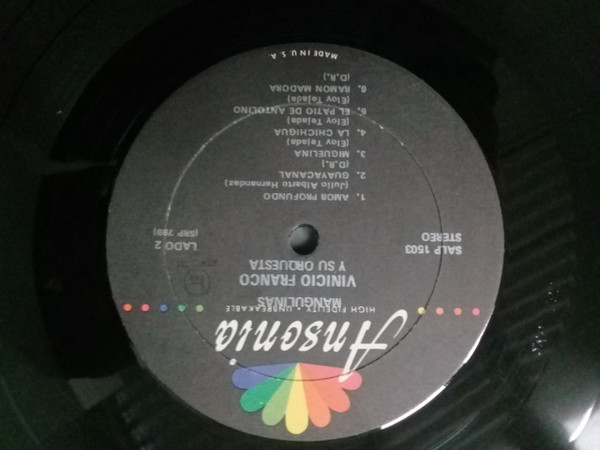 Ansonia
HIGH FIDELITY • UNBREAKABLE
MANGULINAS
VINICIO FRANCO
Y SU ORQUESTA
SALP 1503
STEREO
LADO 2
(SRP 799)
1. AMOR PROFUNDO
(Julio Alberto Hernandez)
2. GUAYACANAL
(D.R.)
3. MIGUELINA
(Eloy Tejada)
4. LA CHICHIGUA
(Eloy Tejada)
5. EL PATIO DE ANTOLINO
(Eloy Tejada)
6. RAMON MADORA
(D.R.)
MADE IN U.S.A.